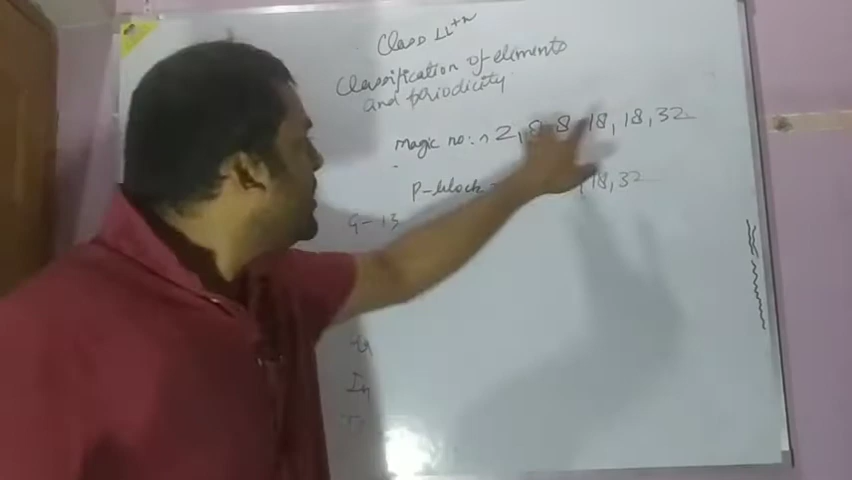 Class 11th
Classification of elements
and periodicity
Magic no:- 2, 8, 8, 18, 18, 32
P-block 18, 32
G-13
In